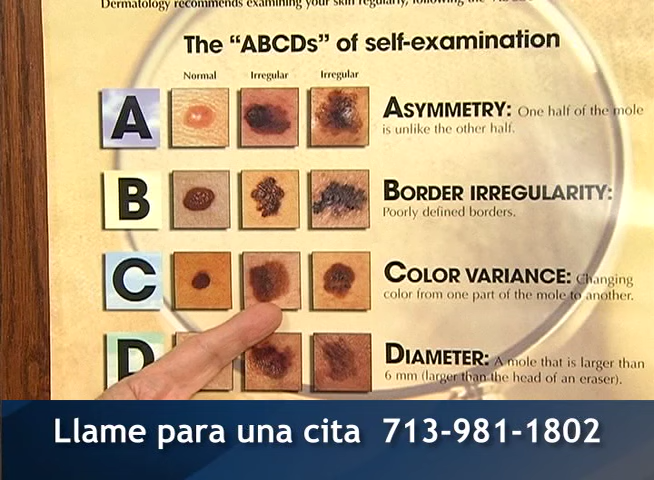 Dermatology recommends examining your skin regularly, following the
The “ABCDs” of self-examination
Normal Irregular Irregular
A
ASYMMETRY: One half of the mole
is unlike the other half.
B
BORDER IRREGULARITY:
Poorly defined borders.
C
COLOR VARIANCE: Changing
color from one part of the mole to another.
D
DIAMETER: A mole that is larger than
6 mm (larger than the head of an eraser).
Llame para una cita 713-981-1802